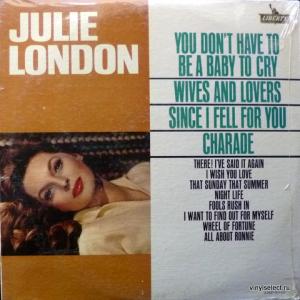 JULIE
LONDON
LIBERTY
YOU DON'T HAVE TO
BE A BABY TO CRY
WIVES AND LOVERS
SINCE I FELL FOR YOU
CHARADE
THERE! I'VE SAID IT AGAIN
I WISH YOU LOVE
THAT SUNDAY THAT SUMMER
NIGHT LIFE
FOOLS RUSH IN
I WANT TO FIND OUT FOR MYSELF
WHEEL OF FORTUNE
ALL ABOUT RONNIE
vinylselect.ru